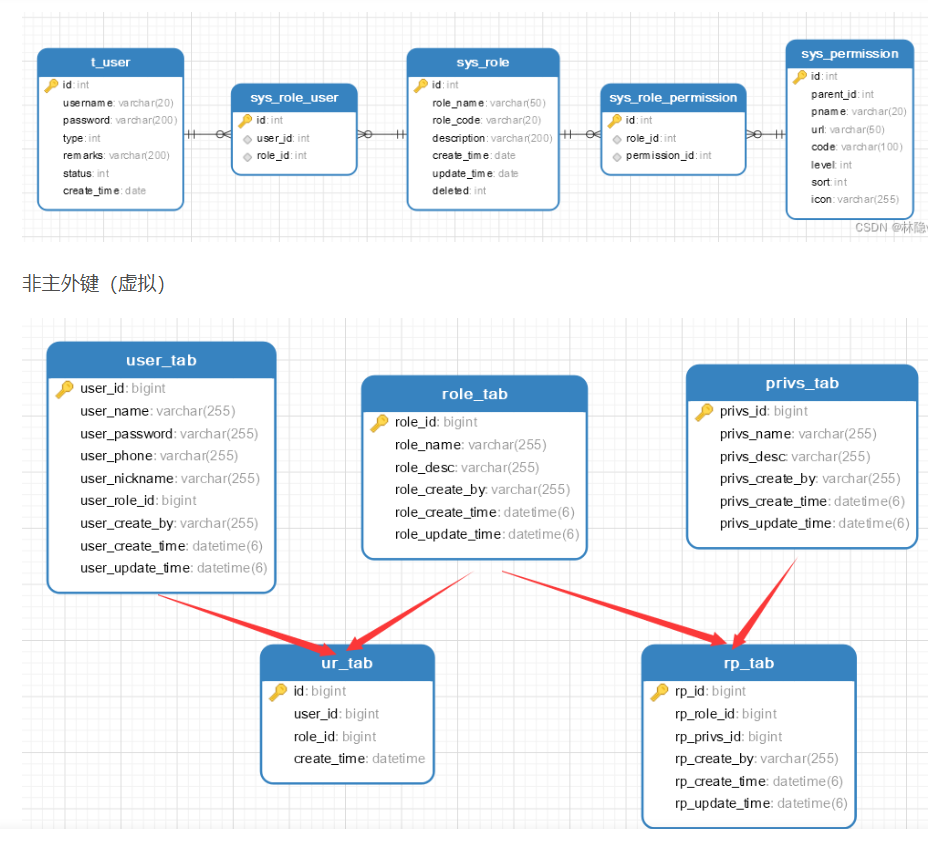 t_user
id: int
username: varchar(20)
password: varchar(200)
type: int
remarks: varchar(200)
status: int
create_time: date
sys_role_user
id: int
user_id: int
role_id: int
sys_role
id: int
role_name: varchar(50)
role_code: varchar(20)
description: varchar(200)
create_time: date
update_time: date
deleted: int
sys_role_permission
id: int
role_id: int
permission_id: int
sys_permission
id: int
parent_id: int
pname: varchar(20)
url: varchar(50)
code: varchar(100)
level: int
sort: int
icon: varchar(255)
CSDN @林隐
非主外键（虚拟）
user_tab
user_id: bigint
user_name: varchar(255)
user_password: varchar(255)
user_phone: varchar(255)
user_nickname: varchar(255)
user_role_id: bigint
user_create_by: varchar(255)
user_create_time: datetime(6)
user_update_time: datetime(6)
role_tab
role_id: bigint
role_name: varchar(255)
role_desc: varchar(255)
role_create_by: varchar(255)
role_create_time: datetime(6)
role_update_time: datetime(6)
privs_tab
privs_id: bigint
privs_name: varchar(255)
privs_desc: varchar(255)
privs_create_by: varchar(255)
privs_create_time: datetime(6)
privs_update_time: datetime(6)
ur_tab
id: bigint
user_id: bigint
role_id: bigint
create_time: datetime
rp_tab
rp_id: bigint
rp_role_id: bigint
rp_privs_id: bigint
rp_create_by: varchar(255)
rp_create_time: datetime(6)
rp_update_time: datetime(6)